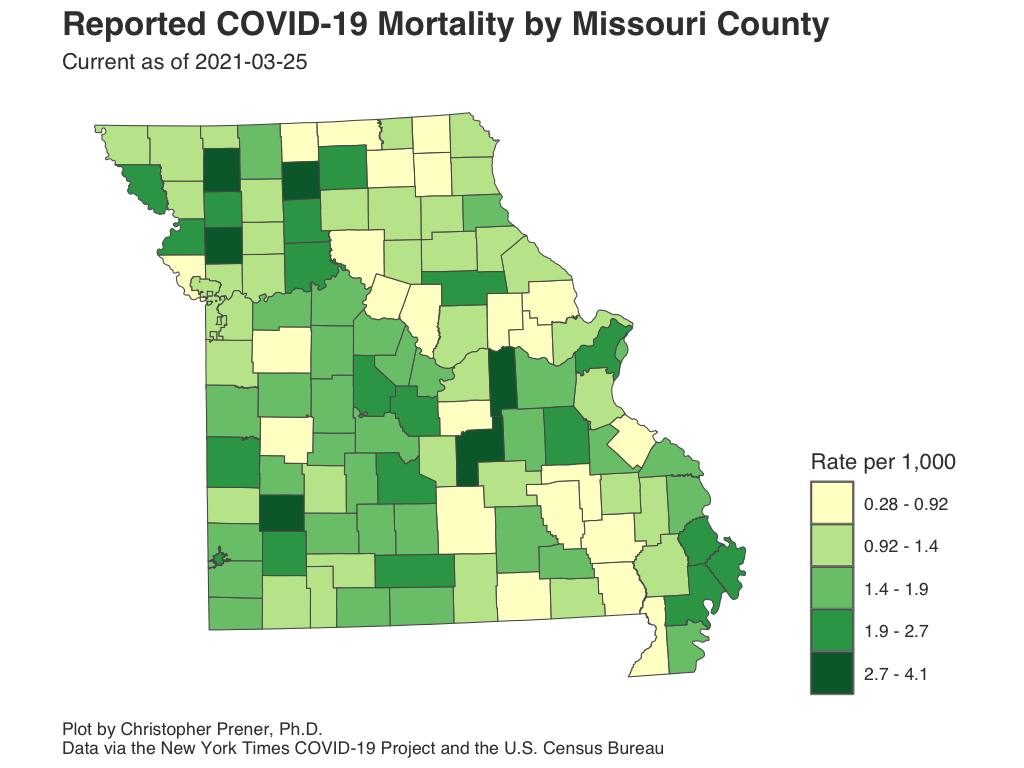 Reported COVID-19 Mortality by Missouri County
Current as of 2021-03-25
Rate per 1,000
0.28 - 0.92
0.92 - 1.4
1.4 - 1.9
1.9 - 2.7
2.7 - 4.1
Plot by Christopher Prener, Ph.D.
Data via the New York Times COVID-19 Project and the U.S. Census Bureau